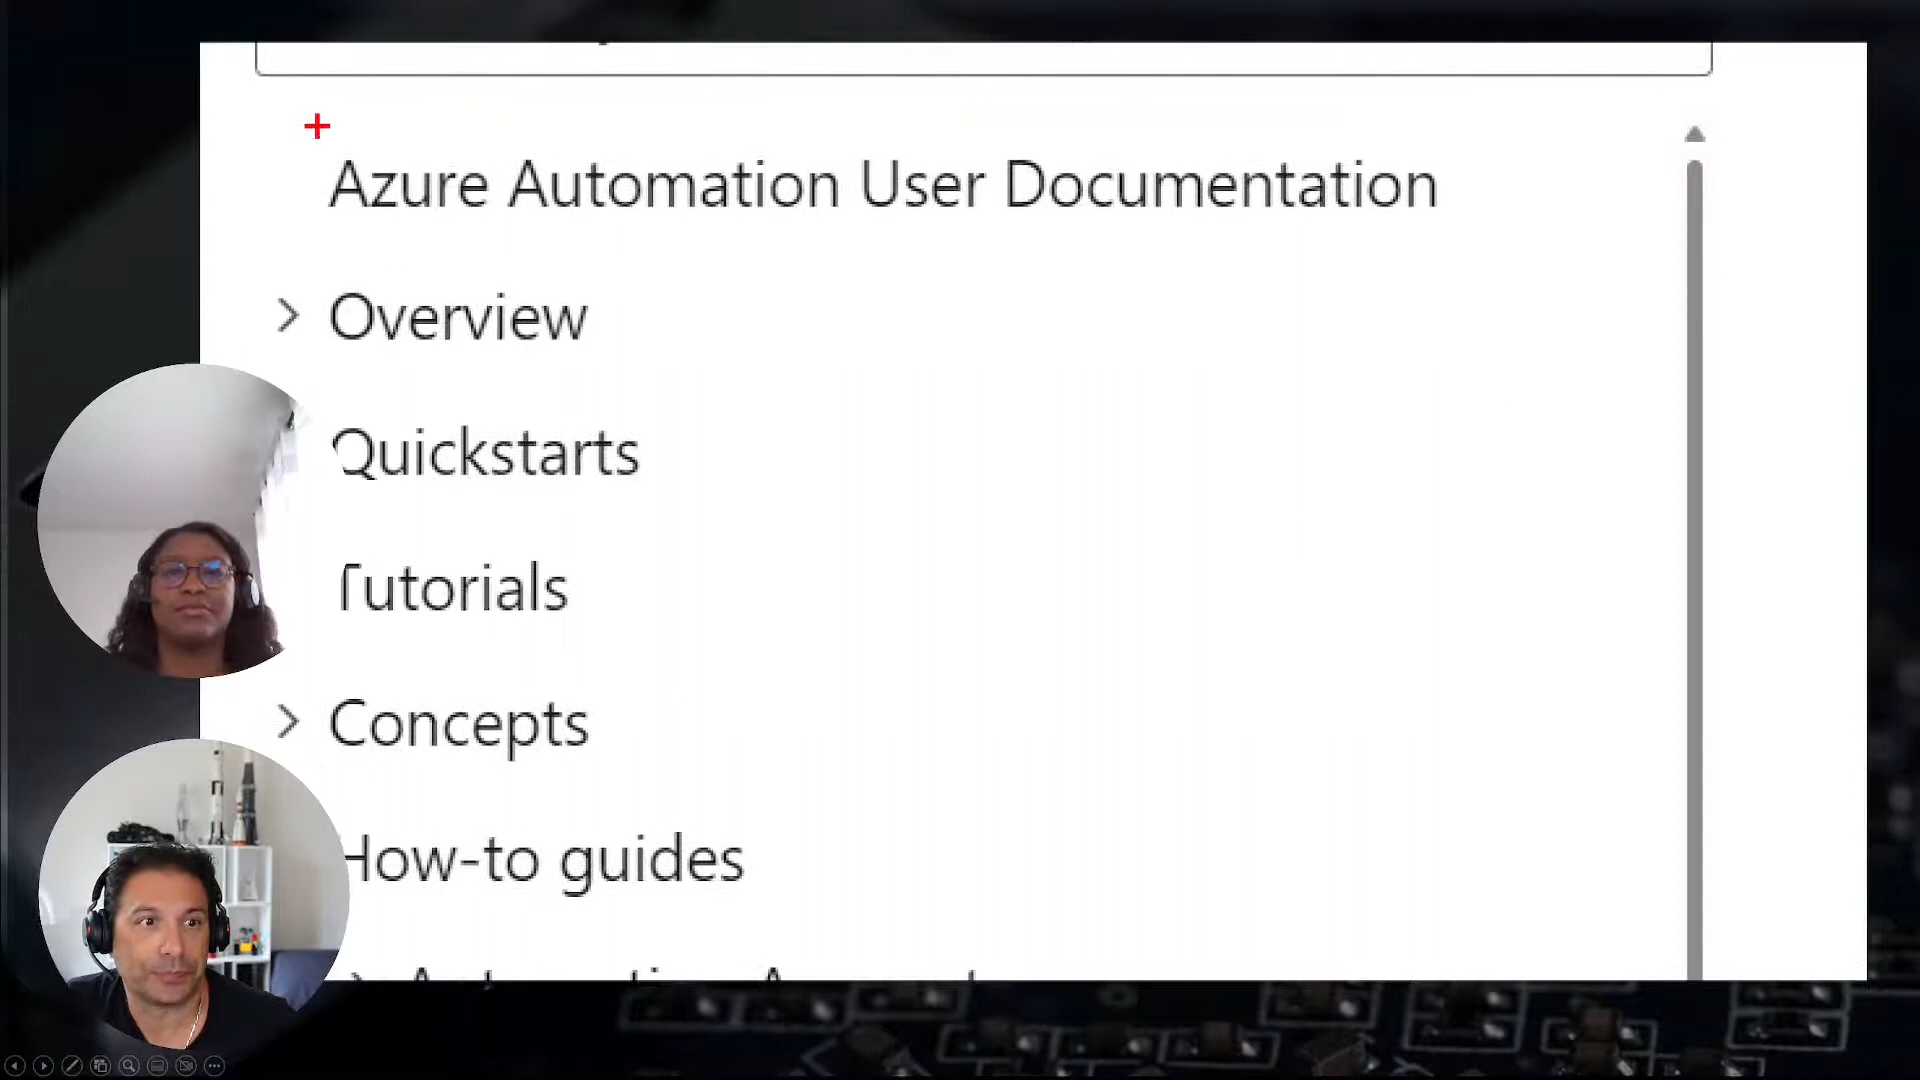 Azure Automation User Documentation
Overview
Quickstarts
Tutorials
Concepts
How-to guides